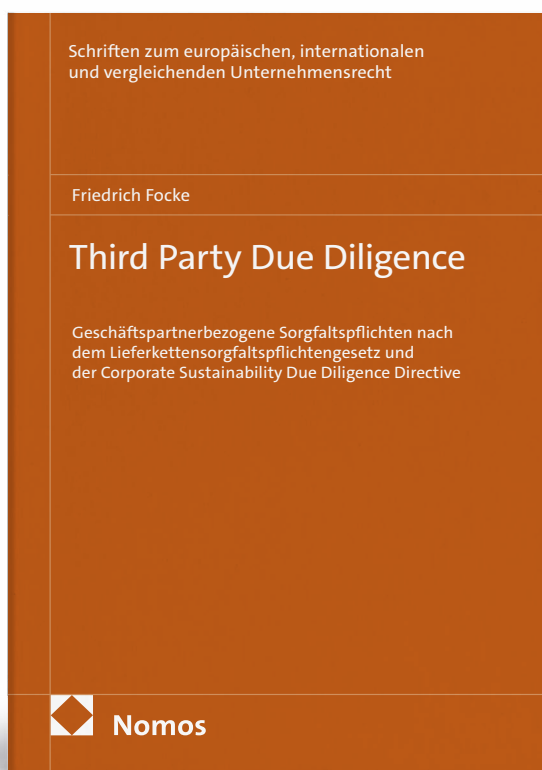 Schriften zum europäischen, internationalen
und vergleichenden Unternehmensrecht
Friedrich Focke
Third Party Due Diligence
Geschäftspartnerbezogene Sorgfaltspflichten nach
dem Lieferkettensorgfaltspflichtengesetz und
der Corporate Sustainability Due Diligence Directive
Nomos